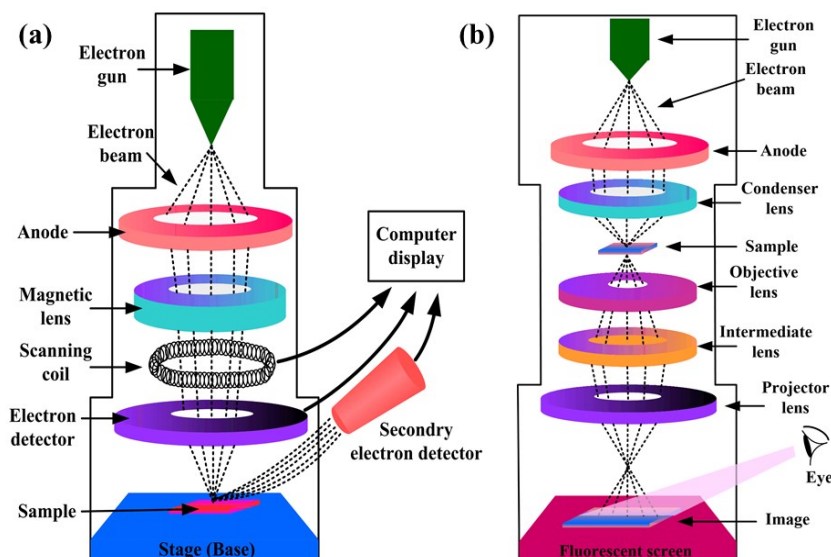 (a)
Electron
gun
Electron
beam
Anode
Magnetic
lens
Scanning
coil
Electron
detector
Sample
Stage (Base)
Computer
display
Secondry
electron detector
(b)
Electron
gun
Electron
beam
Anode
Condenser
lens
Sample
Objective
lens
Intermediate
lens
Projector
lens
Eye
Image
Fluorescent screen